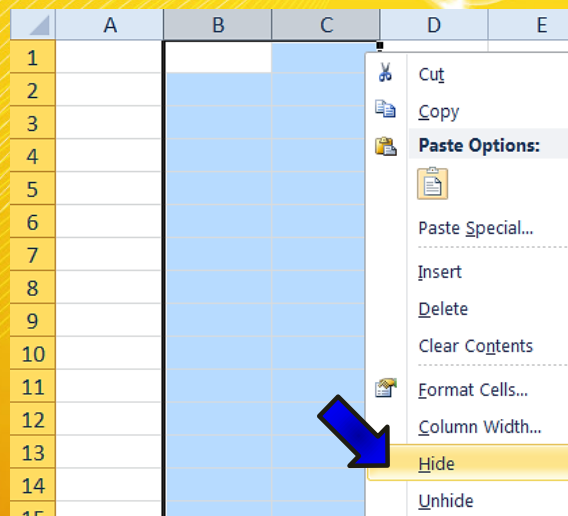 A B C D E
1
2
3
4
5
6
7
8
9
10
11
12
13
14
15
Cut
Copy
Paste Options:
Paste Special...
Insert
Delete
Clear Contents
Format Cells...
Column Width...
Hide
Unhide